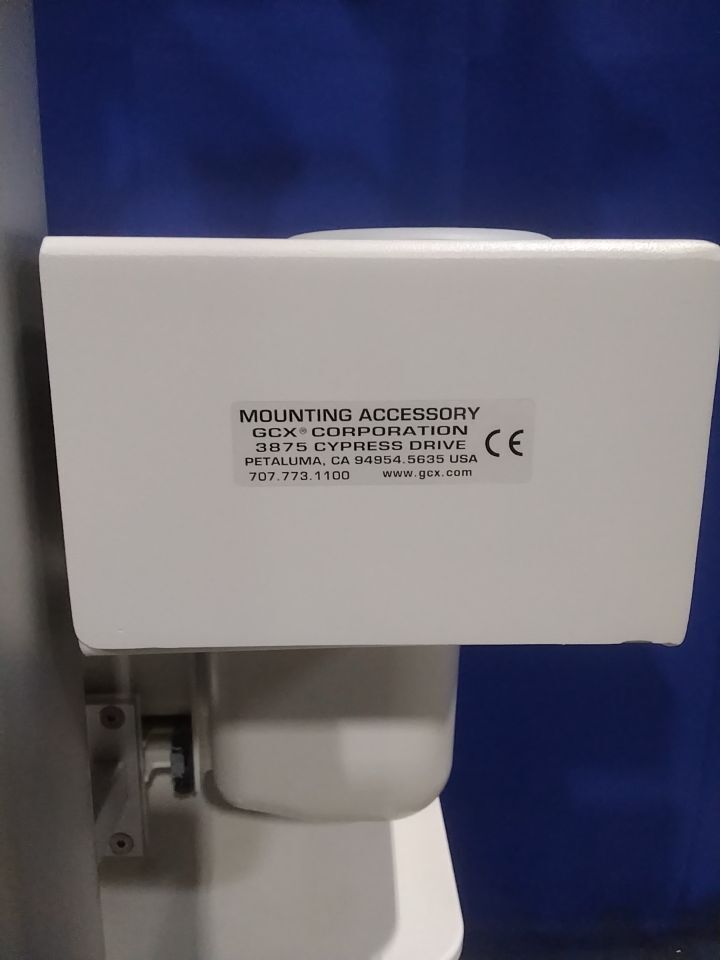 MOUNTING ACCESSORY
GCX® CORPORATION
3875 CYPRESS DRIVE
PETALUMA, CA 94954.5635 USA
707.773.1100 www.gcx.com
CE